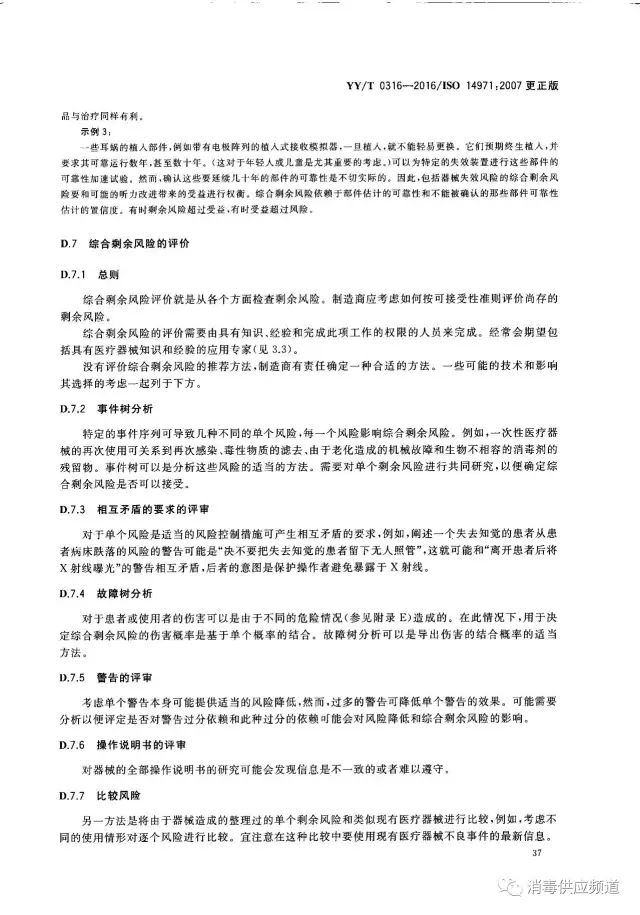 YY/T 0316—2016/ISO 14971:2007更正版
品与治疗同样有利。
示例3:
一些耳蜗的植入部件,例如带有电极阵列的植入式接收模拟器,一旦植入,就不能轻易更换。它们预期终生植入,并
要求其可靠运行数年,甚至数十年。(这对于年轻人或儿童是尤其重要的考虑。)可以为特定的失效装置进行这些部件的
可靠性加速试验。然而,确认这些要延续几十年的部件的可靠性是不切实际的。因此,包括器械失效风险的综合剩余风
险要和可能的听力改进带来的受益进行权衡。综合剩余风险依赖于部件估计的可靠性和不能被确认的那些部件可靠性
估计的置信度。有时剩余风险超过受益,有时受益超过风险。
D.7 综合剩余风险的评价
D.7.1 总则
综合剩余风险评价就是从各个方面检查剩余风险。制造商应考虑如何按可接受性准则评价尚存的
剩余风险。
综合剩余风险的评价需要由具有知识、经验和完成此项工作的权限的人员来完成。经常会期望包
括具有医疗器械知识和经验的应用专家(见3.3)。
没有评价综合剩余风险的推荐方法,制造商有责任确定一种合适的方法。一些可能的技术和影响
其选择的考虑一起列于下方。
D.7.2 事件树分析
特定的事件序列可导致几种不同的单个风险,每一个风险影响综合剩余风险。例如,一次性医疗器
械的再次使用可关系到再次感染、毒性物质的滤去、由于老化造成的机械故障和生物不相容的消毒剂的
残留物。事件树可以是分析这些风险的适当的方法。需要对单个剩余风险进行共同研究,以便确定综
合剩余风险是否可以接受。
D.7.3 相互矛盾的要求的评审
对于单个风险是适当的风险控制措施可产生相互矛盾的要求,例如,阐述一个失去知觉的患者从患
者病床跌落的风险的警告可能是“决不要把失去知觉的患者留下无人照管”,这就可能和“离开患者后将
X射线曝光”的警告相互矛盾,后者的意图是保护操作者避免暴露于X射线。
D.7.4 故障树分析
对于患者或使用者的伤害可以是由于不同的危险情况(参见附录E)造成的。在此情况下,用于决
定综合剩余风险的伤害概率是基于单个概率的结合。故障树分析可以是导出伤害的结合概率的适当
方法。
D.7.5 警告的评审
考虑单个警告本身可能提供适当的风险降低,然而,过多的警告可降低单个警告的效果。可能需要
分析以便评定是否对警告过分依赖和此种过分的依赖可能会对风险降低和综合剩余风险的影响。
D.7.6 操作说明书的评审
对器械的全部操作说明书的研究可能会发现信息是不一致的或者难以遵守。
D.7.7 比较风险
另一方法是将由于器械造成的整理过的单个剩余风险和类似现有医疗器械进行比较,例如,考虑不
同的使用情形对逐个风险进行比较。宜注意在这种比较中要使用现有医疗器械不良事件的最新信息。
37
消毒供应频道